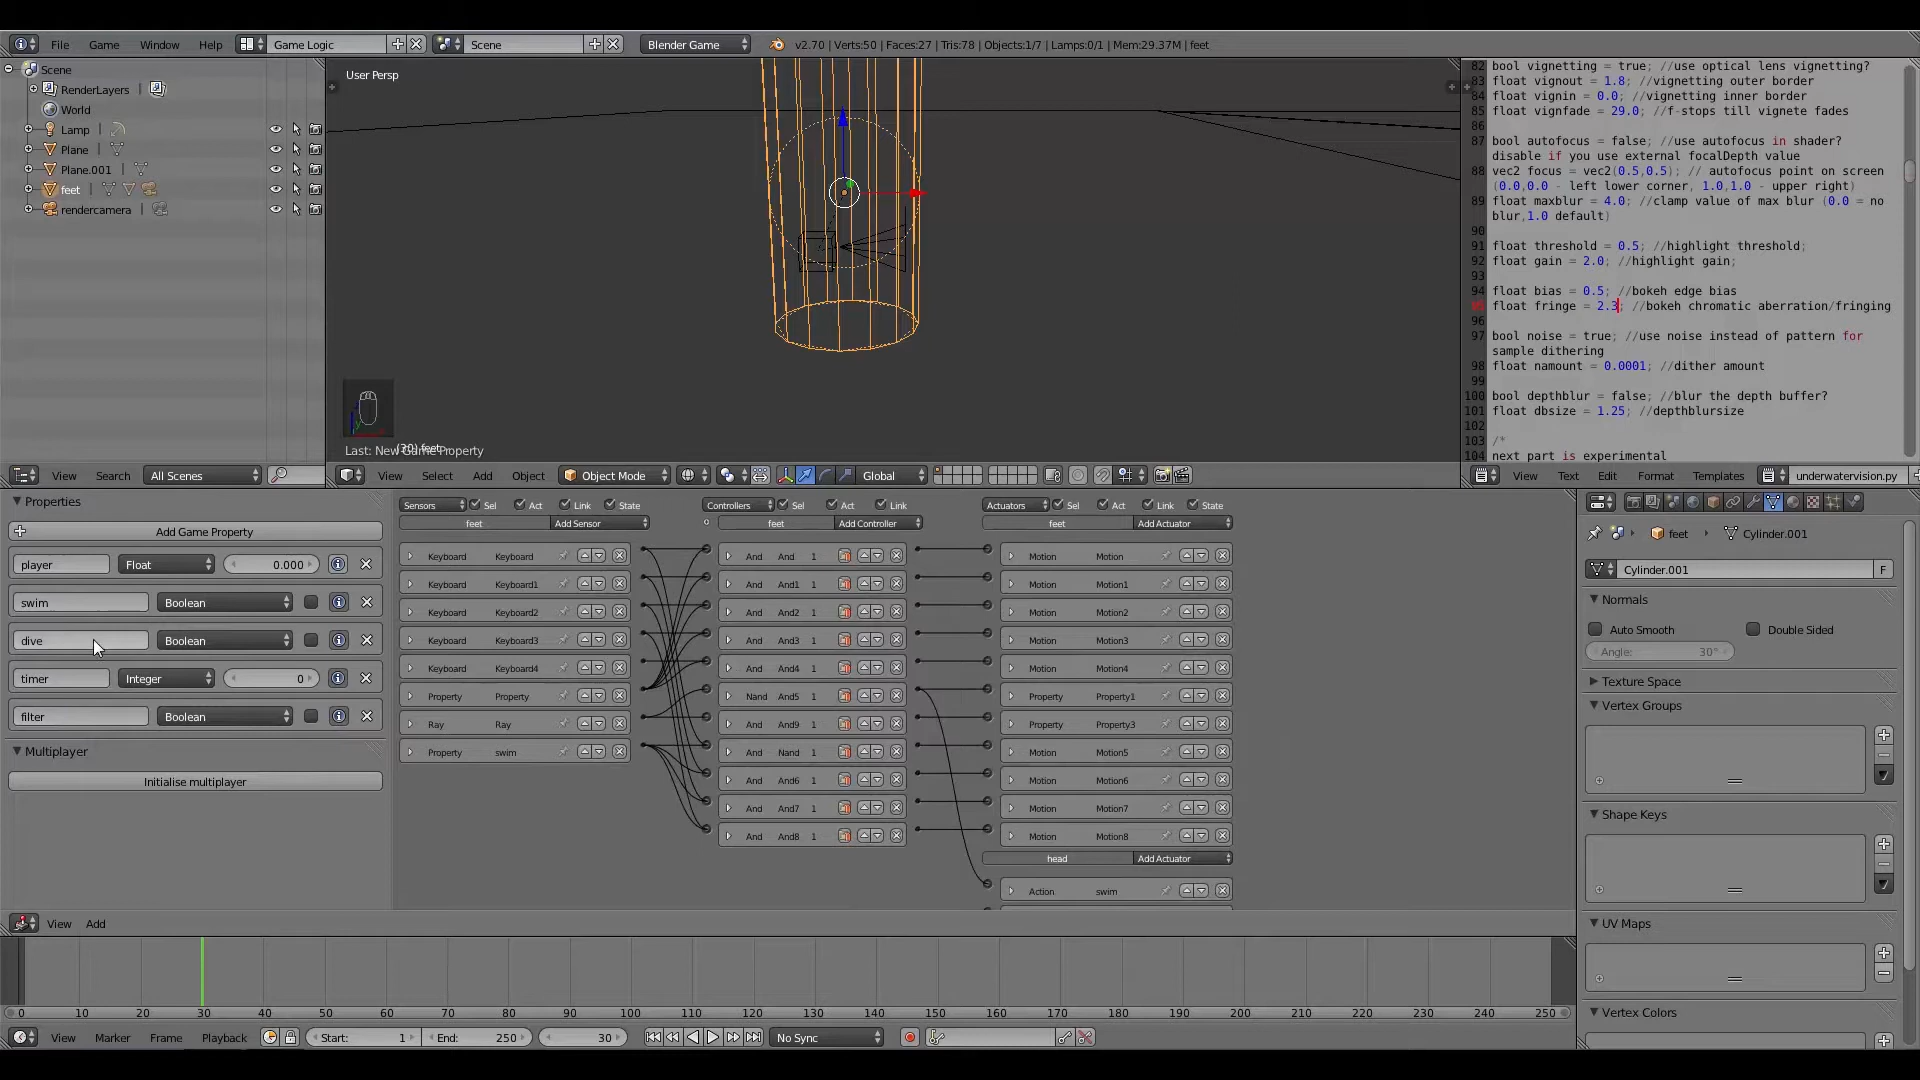 File Game Window Help Game Logic Scene Blender Game v2.70 | Verts:50 | Faces:27 | Tris:78 | Objects:1/7 | Lamps:0/1 | Mem:29.37M | feet
Scene
RenderLayers
World
Lamp
Plane
Plane.001
feet
rendercamera
View Search All Scenes
User Persp
Last: New Game Property
(30) feet
View Select Add Object Object Mode Global
82 bool vignetting = true; //use optical lens vignetting?
83 float vignout = 1.8; //vignetting outer border
84 float vignin = 0.0; //vignetting inner border
85 float vignfade = 29.0; //f-stops till vignete fades
86
87 bool autofocus = false; //use autofocus in shader?
disable if you use external focalDepth value
88 vec2 focus = vec2(0.5,0.5); // autofocus point on screen
(0.0,0.0 - left lower corner, 1.0,1.0 - upper right)
89 float maxblur = 4.0; //clamp value of max blur (0.0 = no
blur,1.0 default)
90
91 float threshold = 0.5; //highlight threshold;
92 float gain = 2.0; //highlight gain;
93
94 float bias = 0.5; //bokeh edge bias
95 float fringe = 2.3; //bokeh chromatic aberration/fringing
96
97 bool noise = true; //use noise instead of pattern for
sample dithering
98 float namount = 0.0001; //dither amount
99
100 bool depthblur = false; //blur the depth buffer?
101 float dbsize = 1.25; //depthblursize
102
103 /*
104 next part is experimental
View Text Edit Format Templates underwatervision.py
Properties
Add Game Property
player Float 0.000
swim Boolean
dive Boolean
timer Integer 0
filter Boolean
Multiplayer
Initialise multiplayer
Sensors Sel Act Link State
feet Add Sensor
Keyboard Keyboard
Keyboard Keyboard1
Keyboard Keyboard2
Keyboard Keyboard3
Keyboard Keyboard4
Property Property
Ray Ray
Property swim
Controllers Sel Act Link
feet Add Controller
And And 1
And And1 1
And And2 1
And And3 1
And And4 1
Nand And5 1
And And9 1
And Nand 1
And And6 1
And And7 1
And And8 1
Actuators Sel Act Link State
feet Add Actuator
Motion Motion
Motion Motion1
Motion Motion2
Motion Motion3
Motion Motion4
Property Property1
Property Property3
Motion Motion5
Motion Motion6
Motion Motion7
Motion Motion8
head Add Actuator
Action swim
View Add
feet Cylinder.001
Cylinder.001 F
Normals
Auto Smooth Double Sided
Angle: 30°
Texture Space
Vertex Groups
Shape Keys
UV Maps
Vertex Colors
0 10 20 30 40 50 60 70 80 90 100 110 120 130 140 150 160 170 180 190 200 210 220 230 240 250
View Marker Frame Playback Start: 1 End: 250 30 No Sync